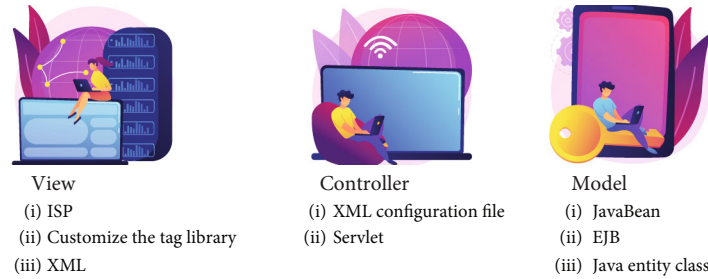 View
(i) ISP
(ii) Customize the tag library
(iii) XML
Controller
(i) XML configuration file
(ii) Servlet
Model
(i) JavaBean
(ii) EJB
(iii) Java entity class